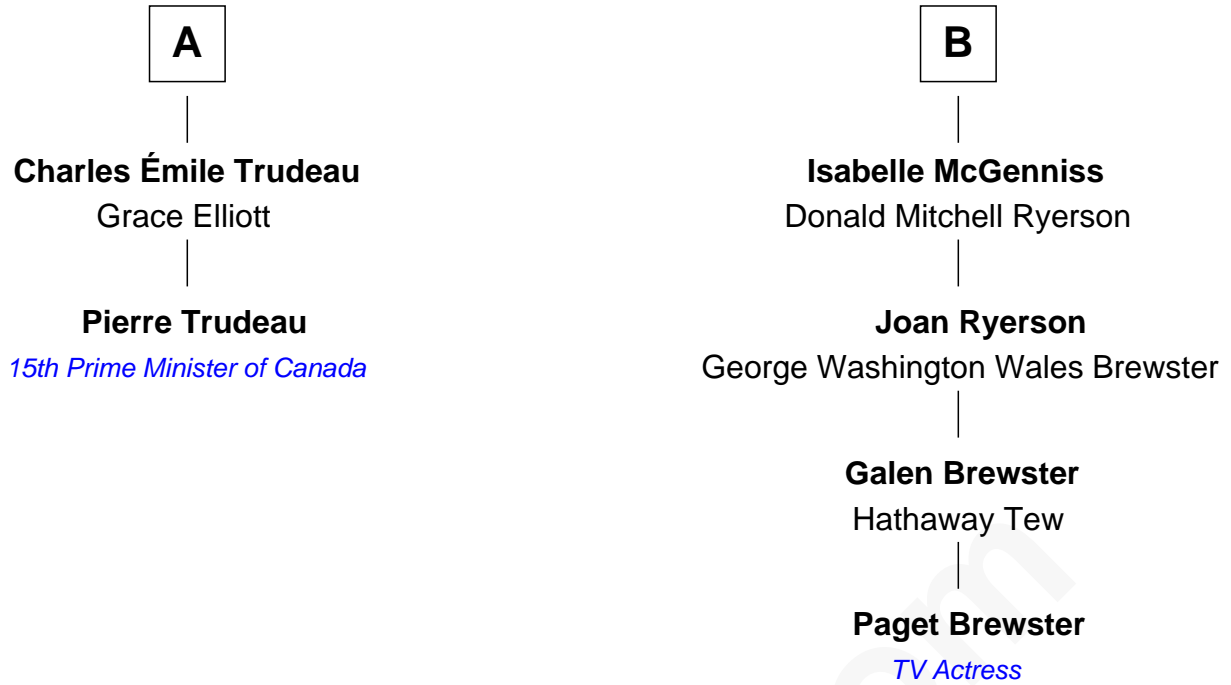 A
Charles Émile Trudeau
Grace Elliott
Pierre Trudeau
15th Prime Minister of Canada
B
Isabelle McGenniss
Donald Mitchell Ryerson
Joan Ryerson
George Washington Wales Brewster
Galen Brewster
Hathaway Tew
Paget Brewster
TV Actress